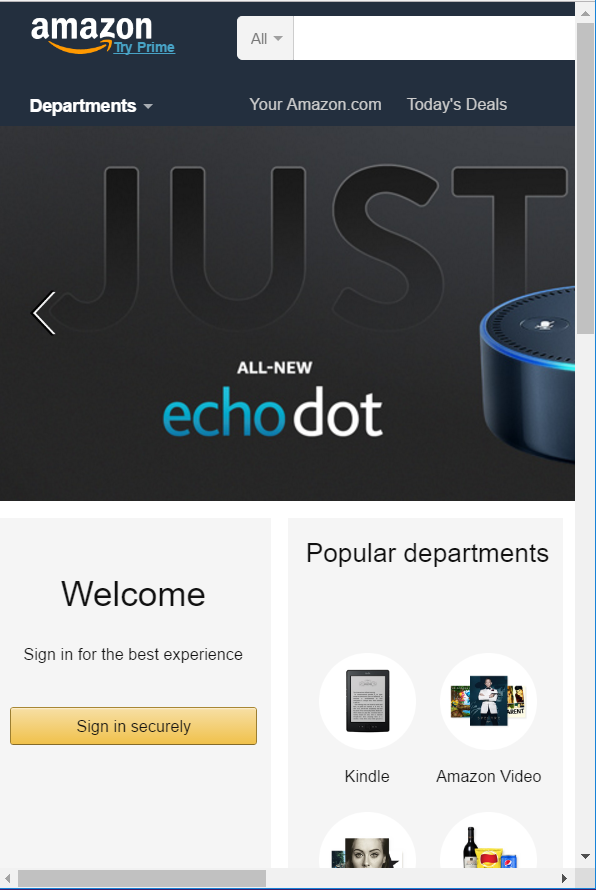 amazon
Try Prime
All
Departments
Your Amazon.com Today's Deals
JUST
ALL-NEW
echo dot
Welcome
Sign in for the best experience
Sign in securely
Popular departments
Kindle
Amazon Video